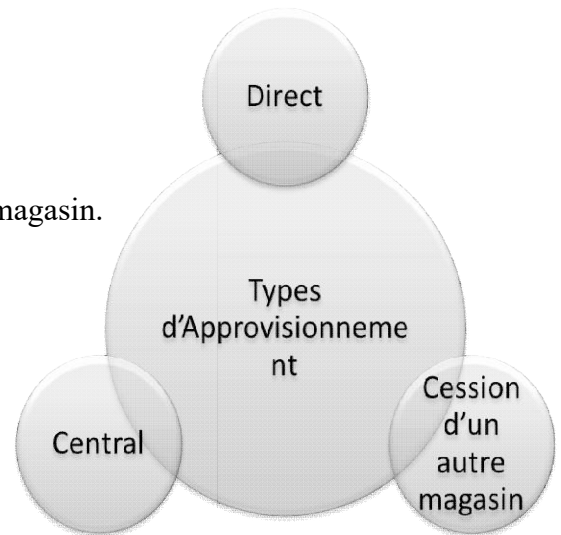 Direct
magasin.
Types
d'Approvisionneme
nt
Central
Cession
d'un
autre
magasin